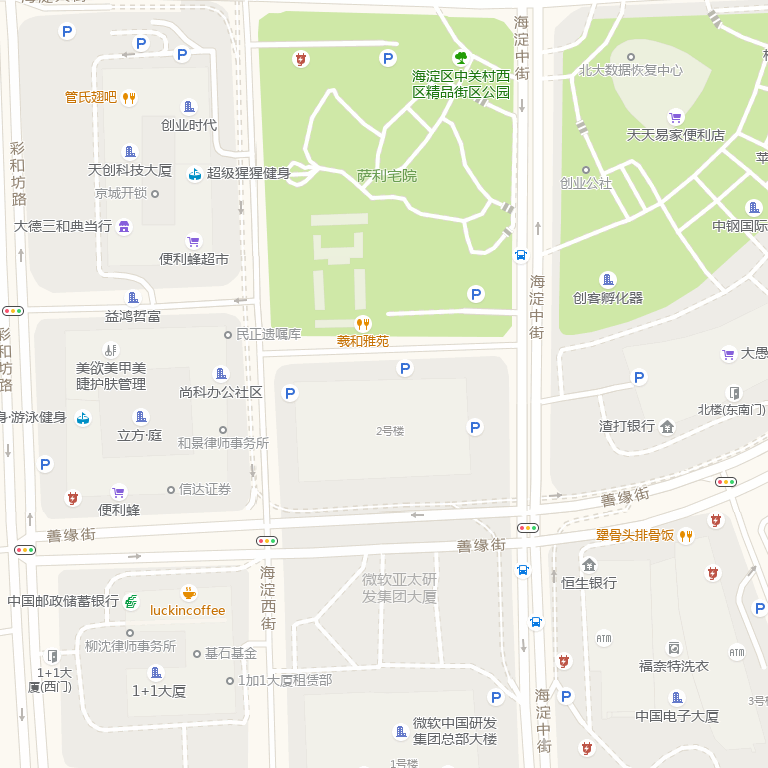 海淀中街
海淀区中关村西
区精品街区公园
北大数据恢复中心
管氏翅吧
创业时代
天天易家便利店
彩和坊路
天创科技大厦
超级猩猩健身
萨利宅院
创业公社
京城开锁
大德三和典当行
中钢国际
便利蜂超市
海淀中街
创客孵化器
益鸿哲富
民正遗嘱库
羲和雅苑
彩和坊路
美欲美甲美
睫护肤管理
大愚
尚科办公社区
北楼(东南门)
身·游泳健身
立方·庭
和景律师事务所
2号楼
渣打银行
信达证券
便利蜂
善缘街
善缘街
善缘街
犟骨头排骨饭
海淀西街
微软亚太研
发集团大厦
恒生银行
中国邮政储蓄银行
luckincoffee
柳沈律师事务所
基石基金
ATM
ATM
福奈特洗衣
1+1大
厦(西门)
1+1大厦
1加1大厦租赁部
海淀中街
中国电子大厦
3号
微软中国研发
集团总部大楼
1号楼
P
P
P
P
P
P
P
P
P
P
P
P
P